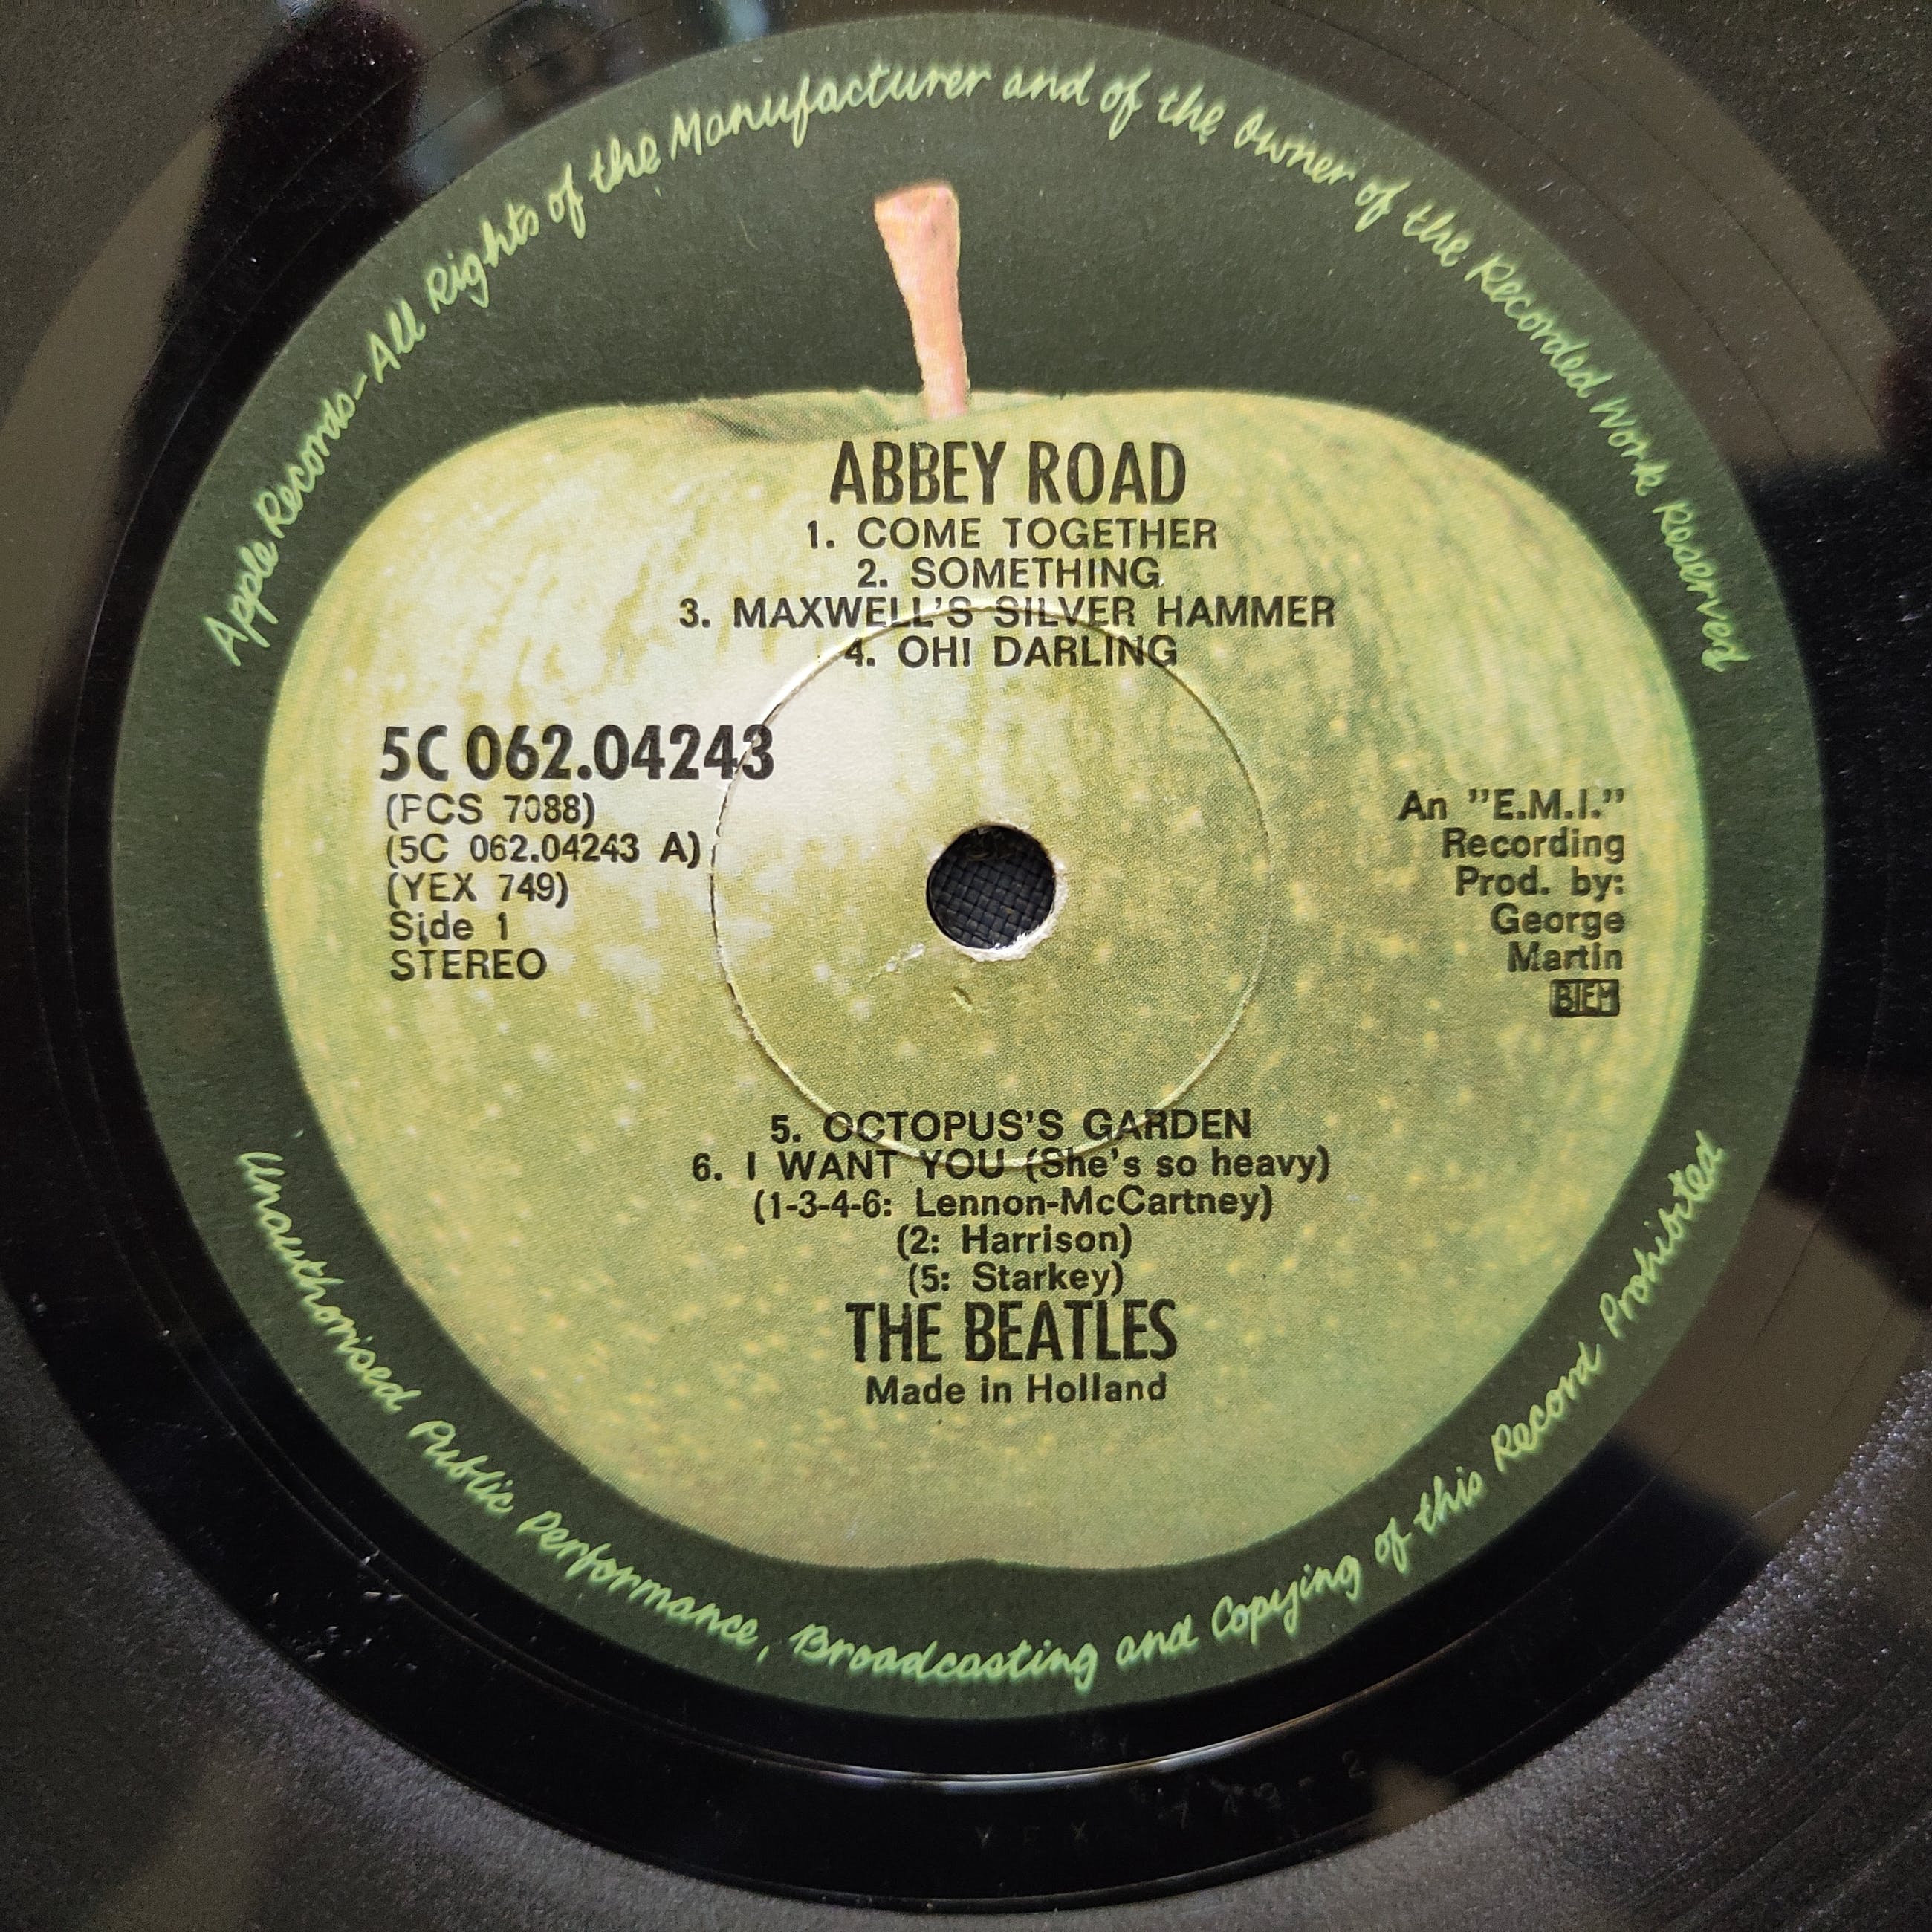 Apple Records-All Rights of the Manufacturer and of the Owner of the Recorded Work Reserved
ABBEY ROAD
1. COME TOGETHER
2. SOMETHING
3. MAXWELL'S SILVER HAMMER
4. OH! DARLING
5C 062.04243
(PCS 7088)
(5C 062.04243 A)
(YEX 749)
Side 1
STEREO
An "E.M.I."
Recording
Prod. by:
George
Martin
BIEM
5. OCTOPUS'S GARDEN
6. I WANT YOU (She's so heavy)
(1-3-4-6: Lennon-McCartney)
(2: Harrison)
(5: Starkey)
THE BEATLES
Made in Holland
Unauthorised Public Performance, Broadcasting and Copying of this Record Prohibited